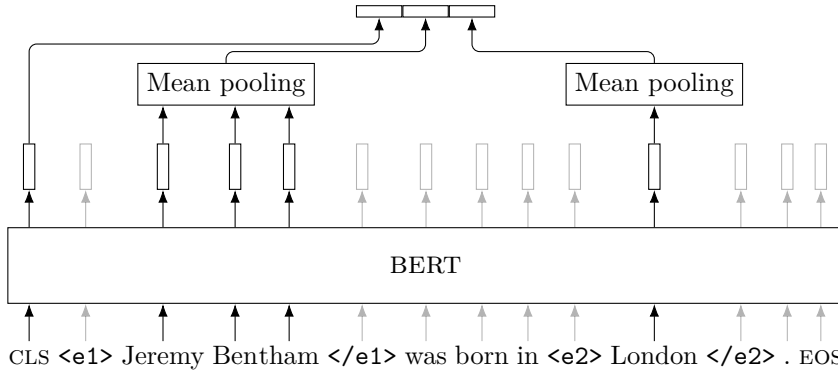 Mean pooling Mean pooling
BERT
CLS <e1> Jeremy Bentham </e1> was born in <e2> London </e2> . EOS